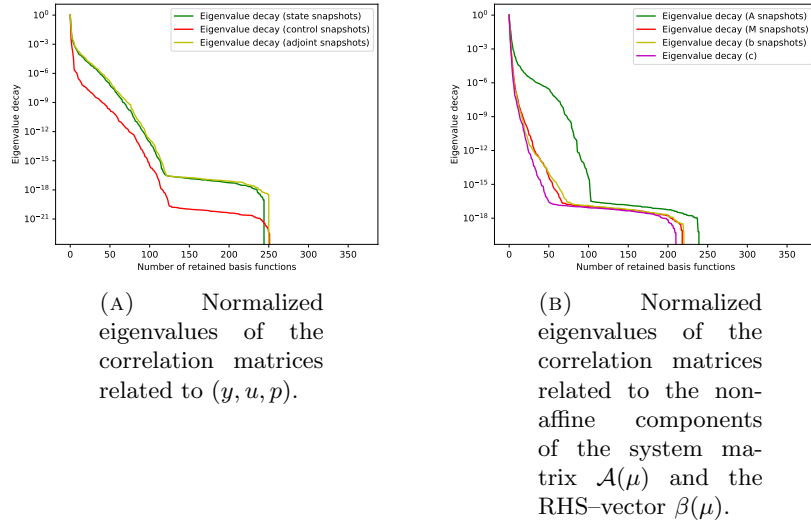 Eigenvalue decay (state snapshots)
Eigenvalue decay (control snapshots)
Eigenvalue decay (adjoint snapshots)
Eigenvalue decay
10^0
10^-3
10^-6
10^-9
10^-12
10^-15
10^-18
10^-21
0 50 100 150 200 250 300 350
Number of retained basis functions
(A) Normalized
eigenvalues of the
correlation matrices
related to (y, u, p).
Eigenvalue decay (A snapshots)
Eigenvalue decay (M snapshots)
Eigenvalue decay (b snapshots)
Eigenvalue decay (c)
Eigenvalue decay
10^0
10^-3
10^-6
10^-9
10^-12
10^-15
10^-18
0 50 100 150 200 250 300 350
Number of retained basis functions
(B) Normalized
eigenvalues of the
correlation matrices
related to the non-
affine components
of the system ma-
trix 𝒜(μ) and the
RHS–vector β(μ).